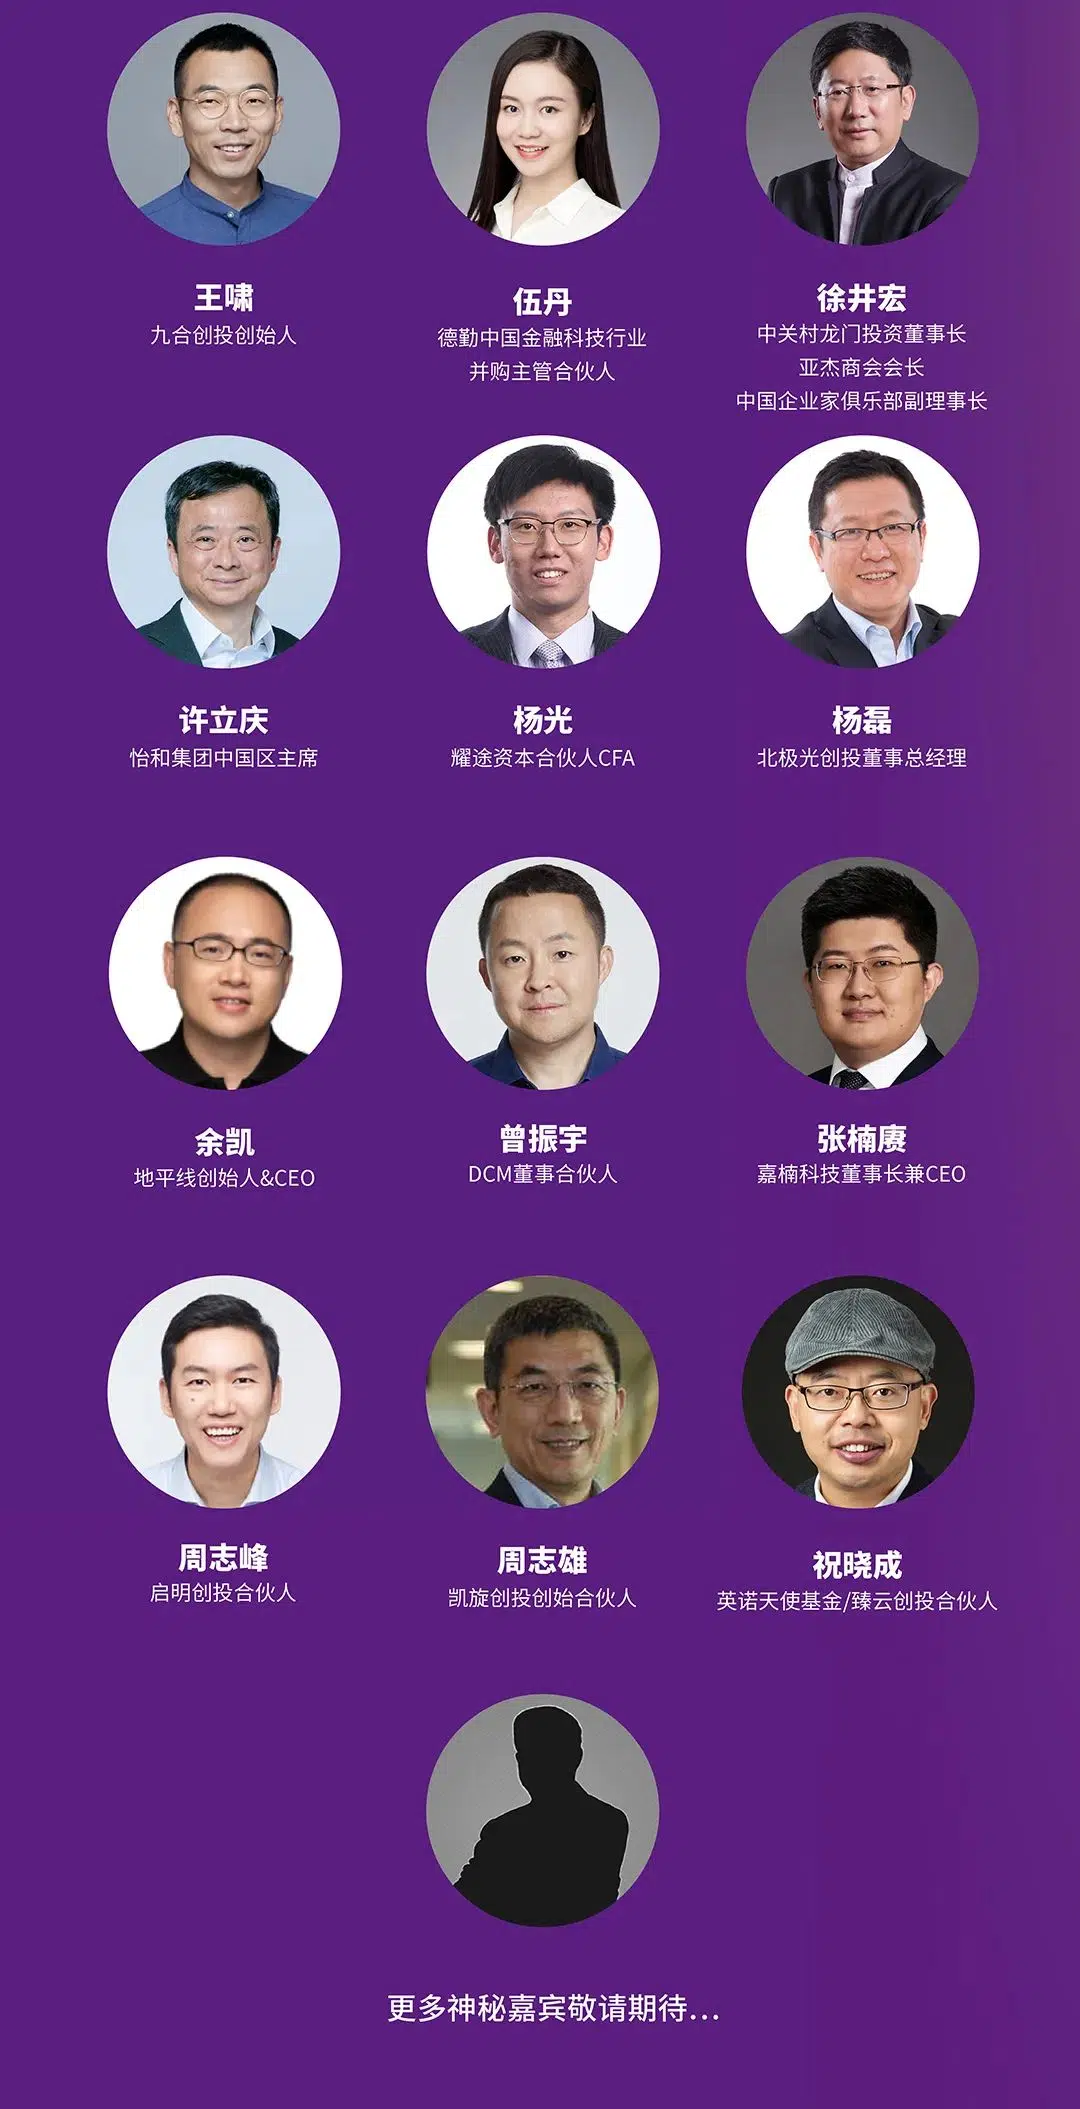 王啸
九合创投创始人
伍丹
德勤中国金融科技行业
并购主管合伙人
徐井宏
中关村龙门投资董事长
亚杰商会会长
中国企业家俱乐部副理事长
许立庆
怡和集团中国区主席
杨光
耀途资本合伙人CFA
杨磊
北极光创投董事总经理
余凯
地平线创始人&CEO
曾振宇
DCM董事合伙人
张楠赓
嘉楠科技董事长兼CEO
周志峰
启明创投合伙人
周志雄
凯旋创投创始合伙人
祝晓成
英诺天使基金/臻云创投合伙人
更多神秘嘉宾敬请期待...